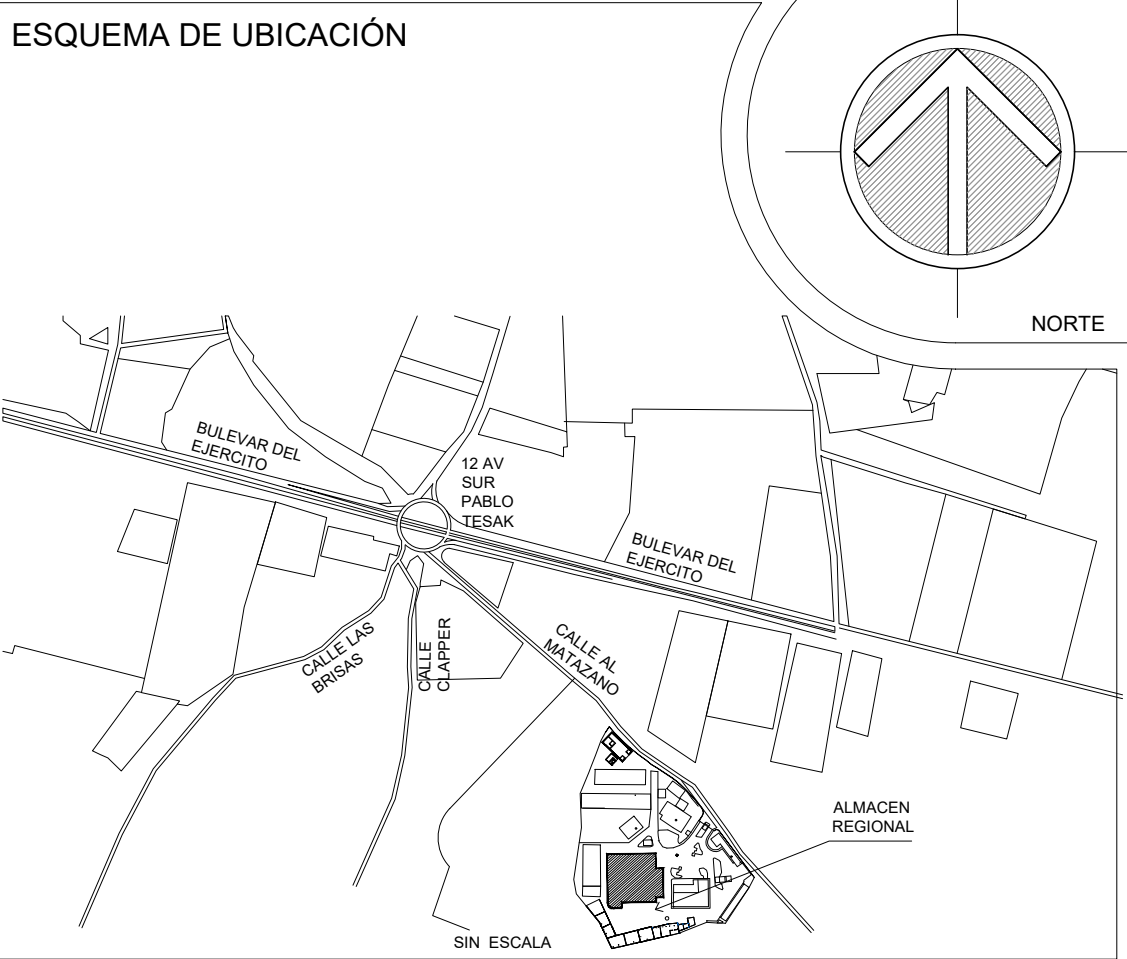 ESQUEMA DE UBICACIÓN
NORTE
BULEVAR DEL
EJERCITO
12 AV
SUR
PABLO
TESAK
BULEVAR DEL
EJERCITO
CALLE LAS
BRISAS
CALLE
CLAPPER
CALLE AL
MATAZANO
ALMACEN
REGIONAL
SIN ESCALA